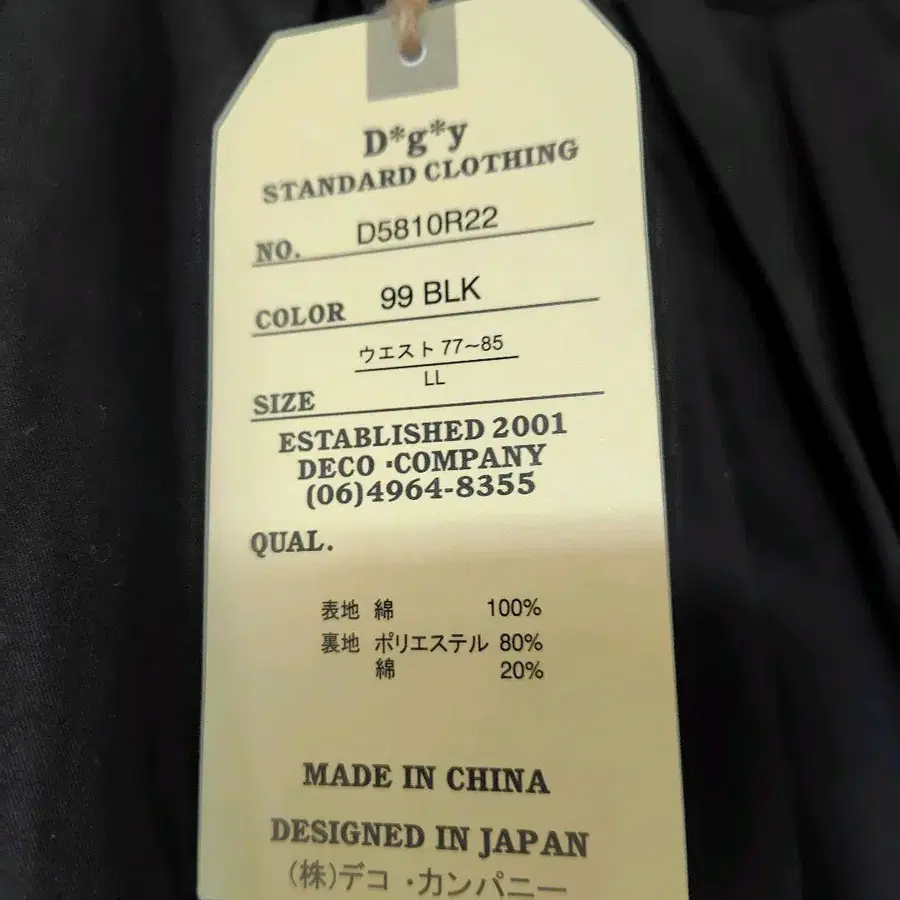 D*g*y
STANDARD CLOTHING
NO. D5810R22
COLOR 99 BLK
ウエスト 77~85
SIZE LL
ESTABLISHED 2001
DECO・COMPANY
(06)4964-8355
QUAL.
表地 綿 100%
裏地 ポリエステル 80%
綿 20%
MADE IN CHINA
DESIGNED IN JAPAN
(株)デコ・カンパニー